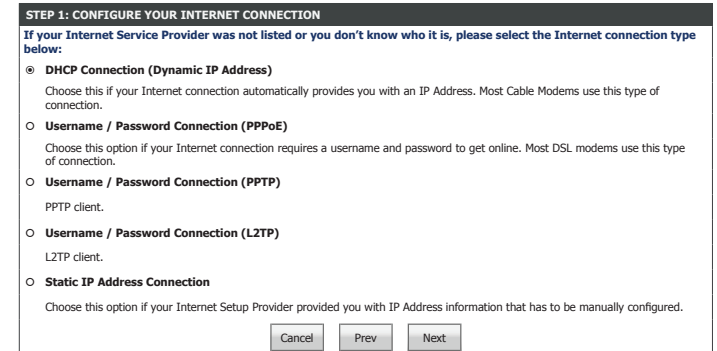 STEP 1: CONFIGURE YOUR INTERNET CONNECTION
If your Internet Service Provider was not listed or you don't know who it is, please select the Internet connection type
below:
DHCP Connection (Dynamic IP Address)
Choose this if your Internet connection automatically provides you with an IP Address. Most Cable Modems use this type of
connection.
Username / Password Connection (PPPoE)
Choose this option if your Internet connection requires a username and password to get online. Most DSL modems use this type
of connection.
Username / Password Connection (PPTP)
PPTP client.
Username / Password Connection (L2TP)
L2TP client.
Static IP Address Connection
Choose this option if your Internet Setup Provider provided you with IP Address information that has to be manually configured.
Cancel Prev Next